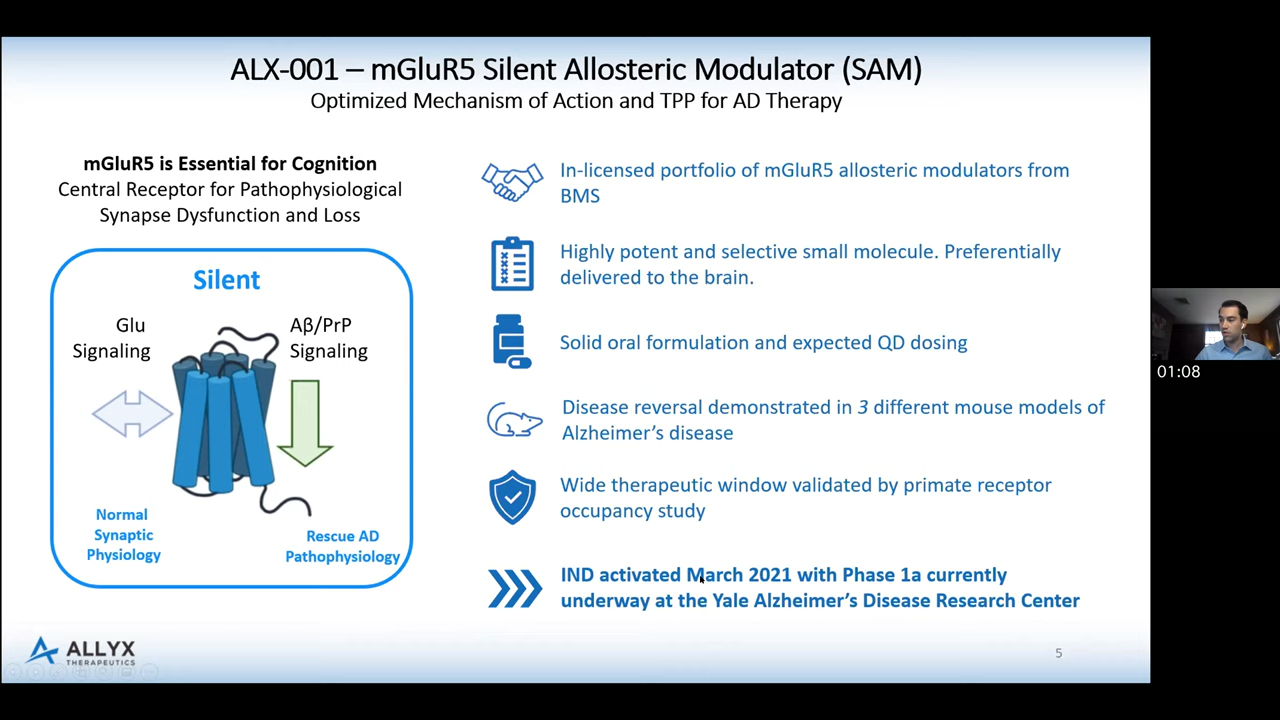 ALX-001 – mGluR5 Silent Allosteric Modulator (SAM)
Optimized Mechanism of Action and TPP for AD Therapy
mGluR5 is Essential for Cognition
Central Receptor for Pathophysiological
Synapse Dysfunction and Loss
Silent
Glu
Signaling
Aβ/PrP
Signaling
Normal
Synaptic
Physiology
Rescue AD
Pathophysiology
In-licensed portfolio of mGluR5 allosteric modulators from
BMS
Highly potent and selective small molecule. Preferentially
delivered to the brain.
Solid oral formulation and expected QD dosing
Disease reversal demonstrated in 3 different mouse models of
Alzheimer's disease
Wide therapeutic window validated by primate receptor
occupancy study
IND activated March 2021 with Phase 1a currently
underway at the Yale Alzheimer's Disease Research Center
ALLYX
THERAPEUTICS
5
01:08